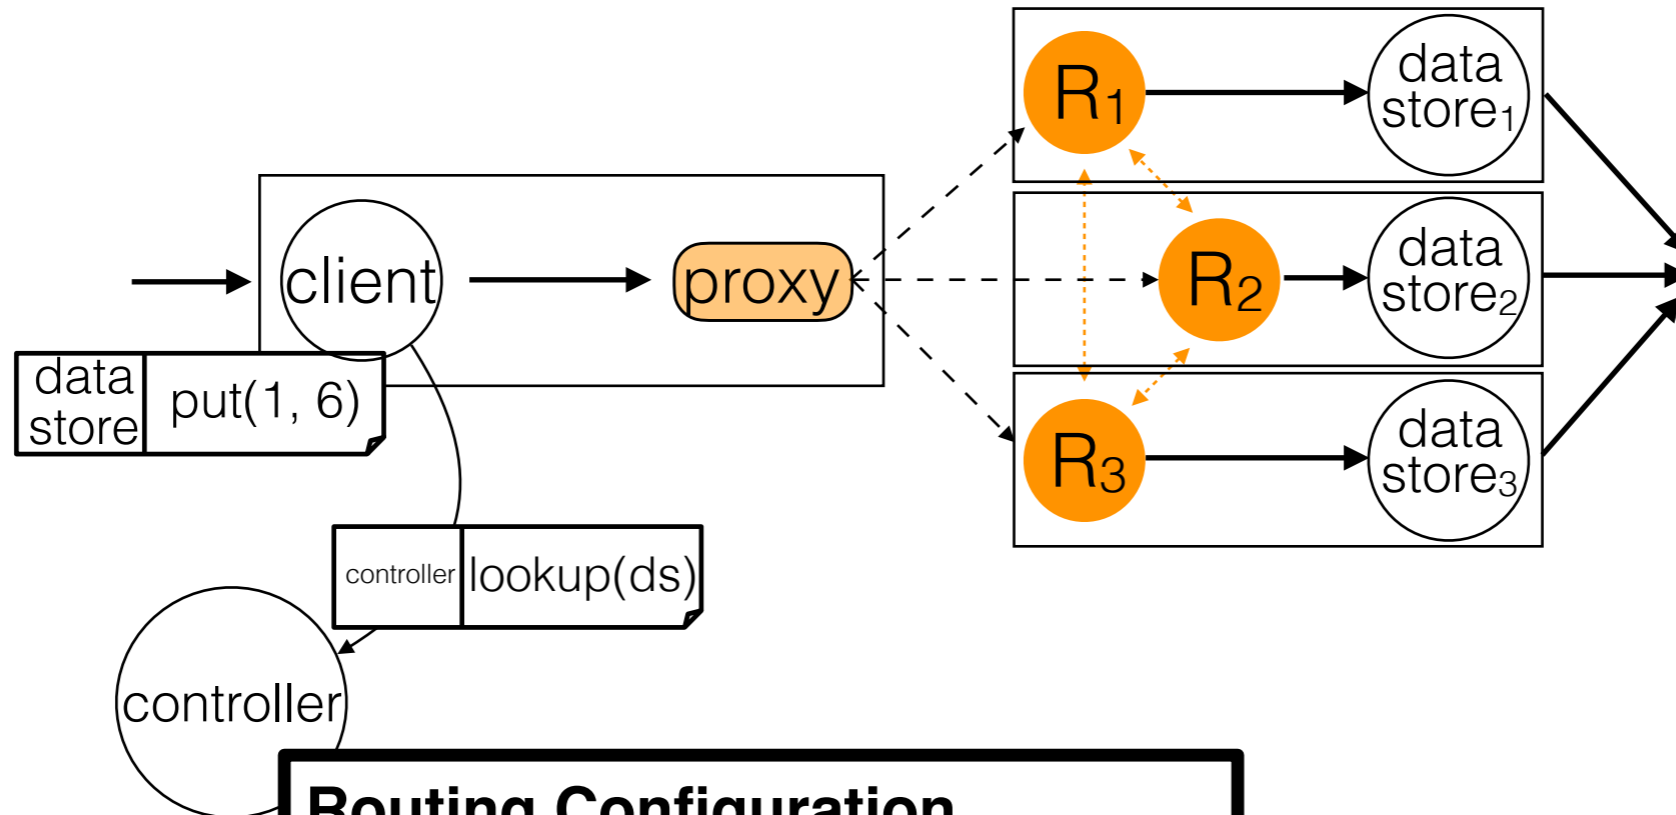 R₁
data
store₁
client
proxy
R₂
data
store₂
data
store
put(1, 6)
R₃
data
store₃
controller
lookup(ds)
controller
Routing Configuration